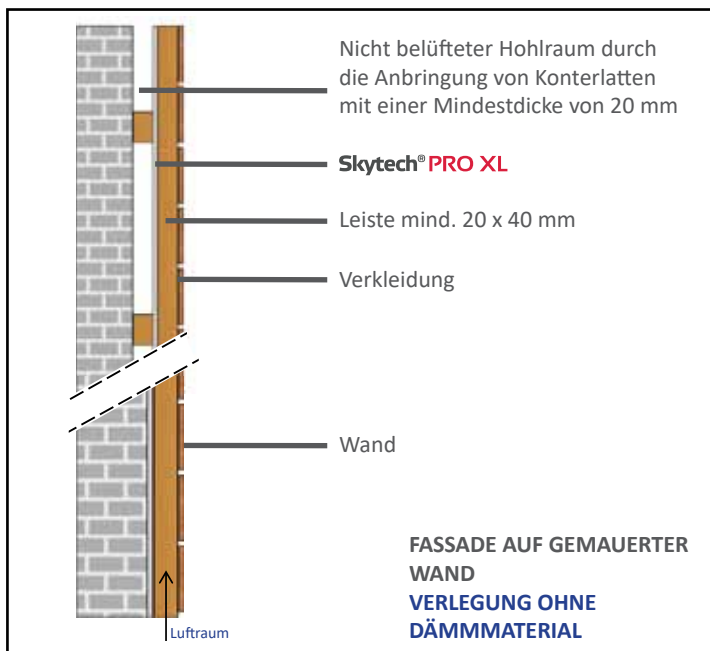 Nicht belüfteter Hohlraum durch
die Anbringung von Konterlatten
mit einer Mindestdicke von 20 mm
Skytech® PRO XL
Leiste mind. 20 x 40 mm
Verkleidung
Wand
Luftraum
FASSADE AUF GEMAUERTER
WAND
VERLEGUNG OHNE
DÄMMMATERIAL